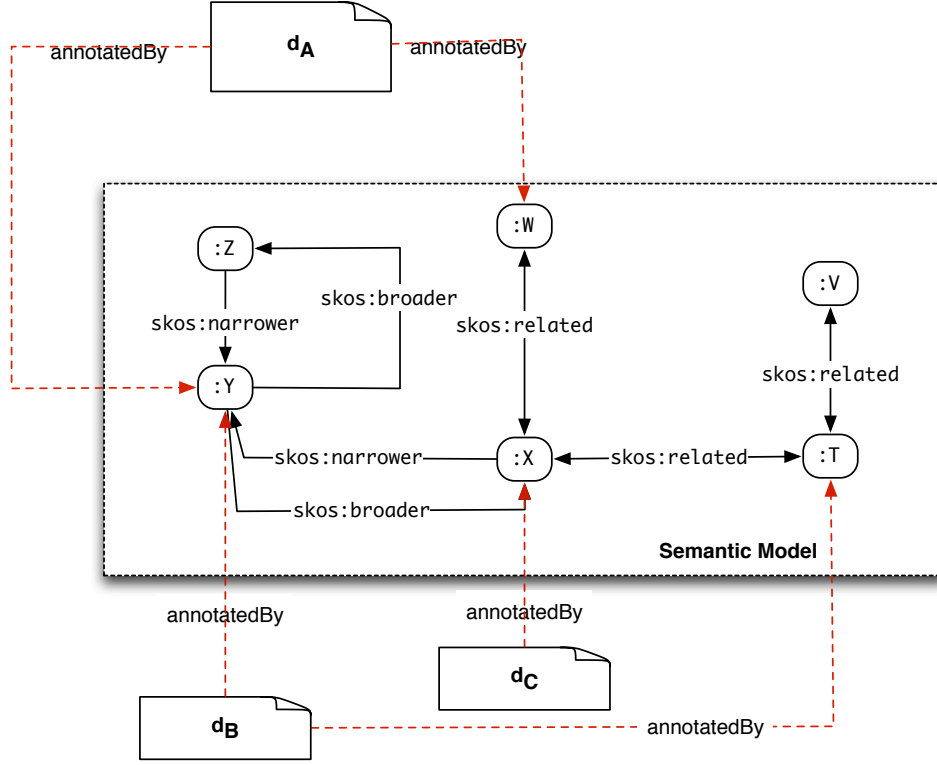 dA
annotatedBy
annotatedBy
:W
:Z
:V
skos:broader
skos:narrower
skos:related
skos:related
:Y
skos:narrower
:X
skos:related
:T
skos:broader
Semantic Model
annotatedBy
annotatedBy
dC
dB
annotatedBy